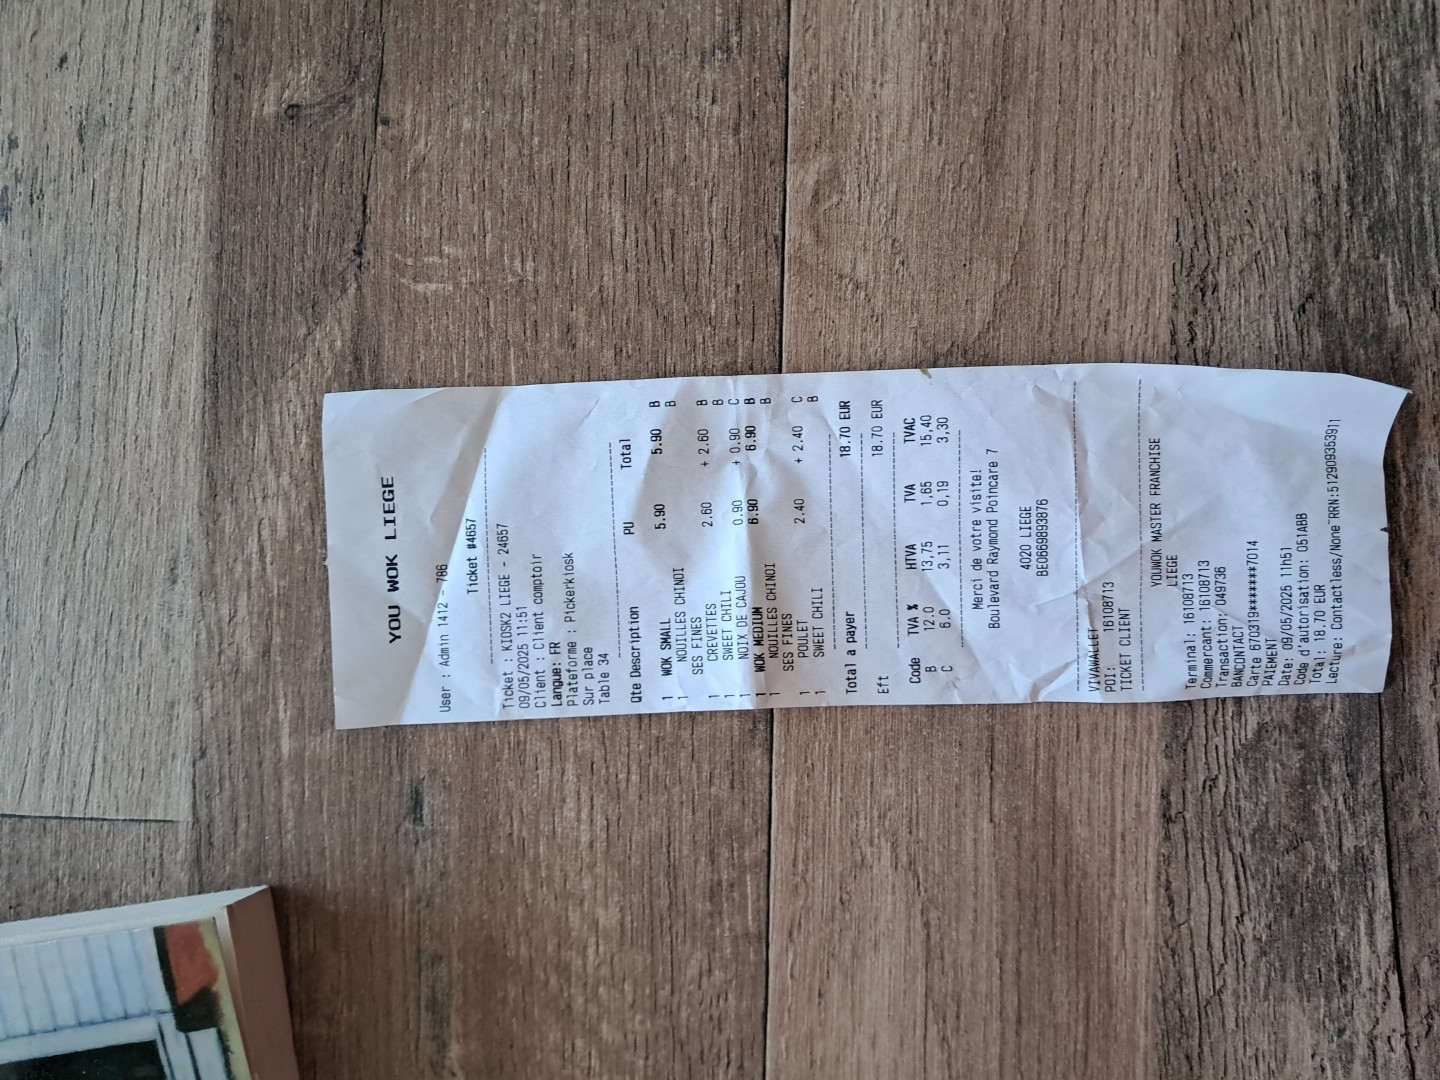 YOU WOK LIEGE
User : Admin 1412 - 786
Ticket #4657
Ticket : KIOSK2 LIEGE - 24657
09/05/2025 11:51
Client : Client comptoir
Langue: FR
Plateforme : Pickerkiosk
Sur place
Table 34
Qte Description PU Total
1 WOK SMALL 5.90 5.90 B
1 NOUILLES CHINOI B
SES FINES
1 CREVETTES 2.60 + 2.60 B
1 SWEET CHILI B
1 NOIX DE CAJOU 0.90 + 0.90 C
1 WOK MEDIUM 6.90 6.90 B
1 NOUILLES CHINOI B
SES FINES
1 POULET 2.40 + 2.40 C
1 SWEET CHILI B
Total a payer 18.70 EUR
Eft 18.70 EUR
Code TVA % HTVA TVA TVAC
B 12.0 13,75 1,65 15,40
C 6.0 3,11 0,19 3,30
Merci de votre visite!
Boulevard Raymond Poincare 7
4020 LIEGE
BE0669893876
VIVAWALLET
POI: 16108713
TICKET CLIENT
YOUWOK MASTER FRANCHISE
LIEGE
Terminal: 16108713
Commercant: 16108713
Transaction: 049736
BANCONTACT
Carte 670319*******7014
PAIEMENT
Date: 09/05/2025 11h51
Code d'autorisation: 051ABB
Total: 18.70 EUR
Lecture: Contactless/None RRN:512909353911